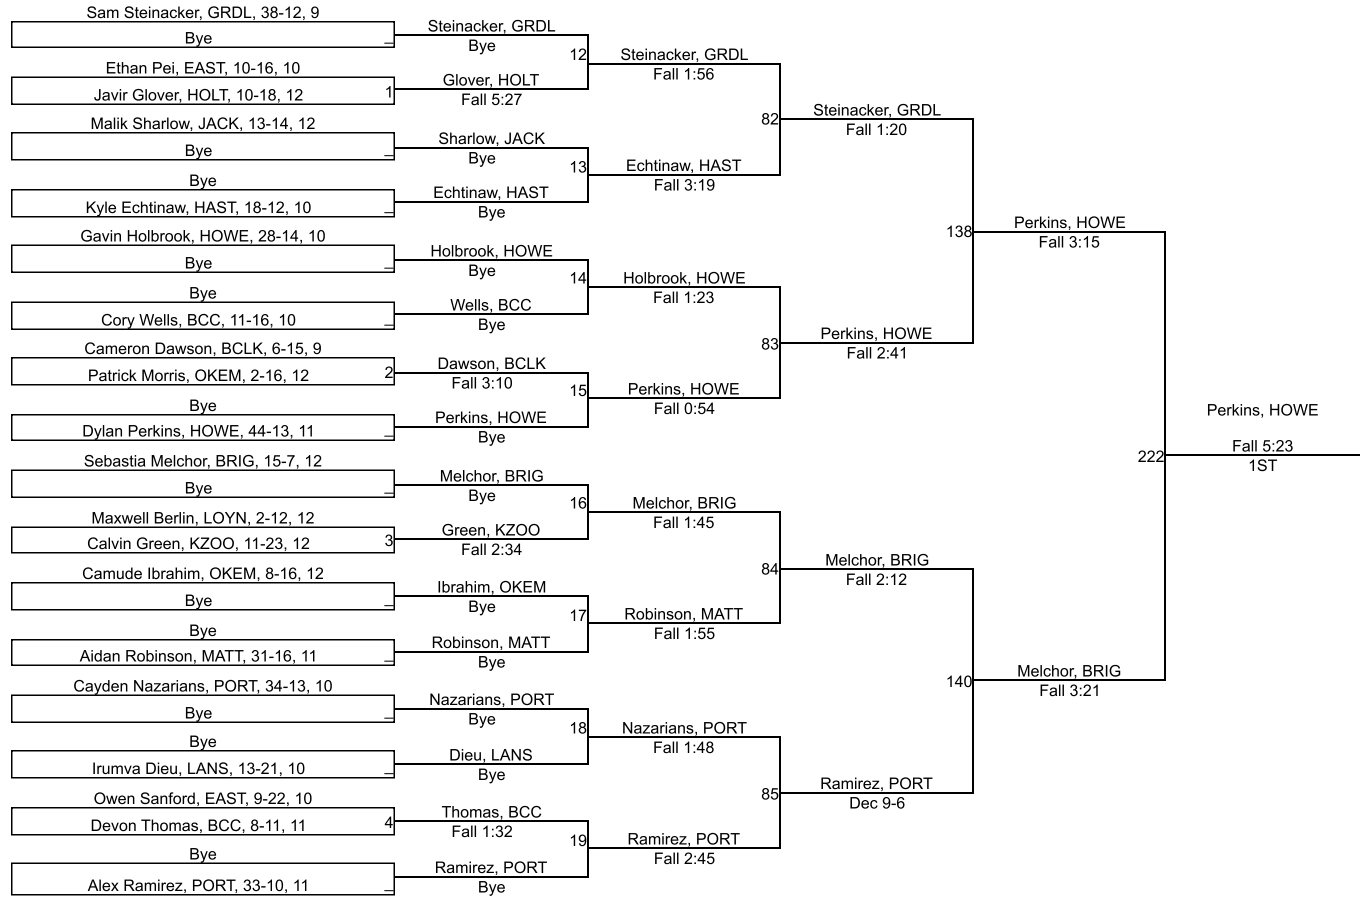 Sam Steinacker, GRDL, 38-12, 9
Bye
_
Ethan Pei, EAST, 10-16, 10
Javir Glover, HOLT, 10-18, 12
1
Malik Sharlow, JACK, 13-14, 12
Bye
_
Bye
Kyle Echtinaw, HAST, 18-12, 10
_
Gavin Holbrook, HOWE, 28-14, 10
Bye
_
Bye
Cory Wells, BCC, 11-16, 10
_
Cameron Dawson, BCLK, 6-15, 9
Patrick Morris, OKEM, 2-16, 12
2
Bye
Dylan Perkins, HOWE, 44-13, 11
_
Sebastia Melchor, BRIG, 15-7, 12
Bye
_
Maxwell Berlin, LOYN, 2-12, 12
Calvin Green, KZOO, 11-23, 12
3
Camude Ibrahim, OKEM, 8-16, 12
Bye
_
Bye
Aidan Robinson, MATT, 31-16, 11
_
Cayden Nazarians, PORT, 34-13, 10
Bye
_
Bye
Irumva Dieu, LANS, 13-21, 10
_
Owen Sanford, EAST, 9-22, 10
Devon Thomas, BCC, 8-11, 11
4
Bye
Alex Ramirez, PORT, 33-10, 11
_
Steinacker, GRDL
Bye
12
Glover, HOLT
Fall 5:27
Sharlow, JACK
Bye
13
Echtinaw, HAST
Bye
Holbrook, HOWE
Bye
14
Wells, BCC
Bye
Dawson, BCLK
Fall 3:10
15
Perkins, HOWE
Bye
Melchor, BRIG
Bye
16
Green, KZOO
Fall 2:34
Ibrahim, OKEM
Bye
17
Robinson, MATT
Bye
Nazarians, PORT
Bye
18
Dieu, LANS
Bye
Thomas, BCC
Fall 1:32
19
Ramirez, PORT
Bye
Steinacker, GRDL
Fall 1:56
82
Echtinaw, HAST
Fall 3:19
Holbrook, HOWE
Fall 1:23
83
Perkins, HOWE
Fall 0:54
Melchor, BRIG
Fall 1:45
84
Robinson, MATT
Fall 1:55
Nazarians, PORT
Fall 1:48
85
Ramirez, PORT
Fall 2:45
Steinacker, GRDL
Fall 1:20
138
Perkins, HOWE
Fall 2:41
Melchor, BRIG
Fall 2:12
140
Ramirez, PORT
Dec 9-6
Perkins, HOWE
Fall 3:15
222
Melchor, BRIG
Fall 3:21
Perkins, HOWE
Fall 5:23
1ST